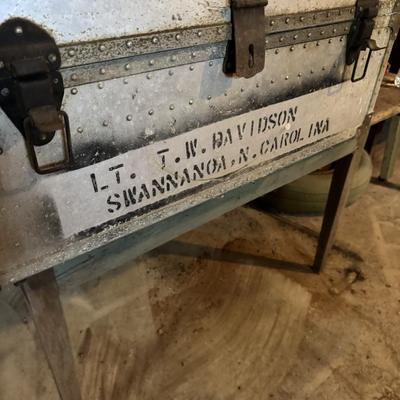 LT. T.W. DAVIDSON
SWANNANOA, N. CAROLINA